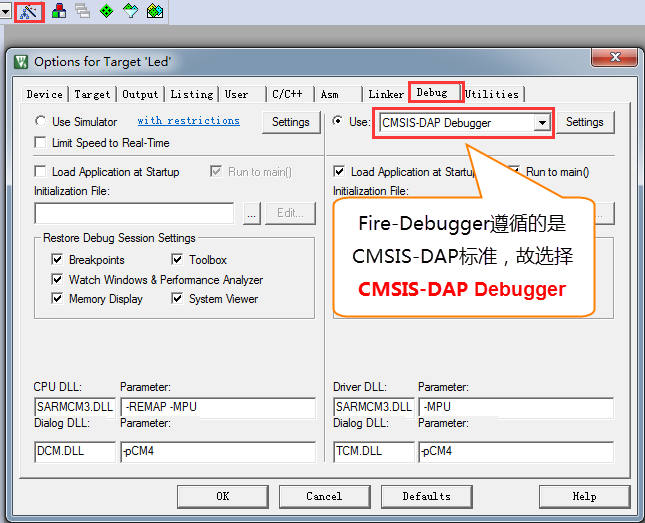 Options for Target 'Led'
Device Target Output Listing User C/C++ Asm Linker Debug Utilities
Use Simulator with restrictions Settings
Use: CMSIS-DAP Debugger Settings
Limit Speed to Real-Time
Load Application at Startup Run to main()
Load Application at Startu Run to main()
Initialization File:
Initialization File:
... Edit...
Restore Debug Session Settings
Breakpoints Toolbox
Watch Windows & Performance Analyzer
Memory Display System Viewer
Fire-Debugger遵循的是
CMSIS-DAP标准，故选择
CMSIS-DAP Debugger
CPU DLL: Parameter:
SARMCM3.DLL -REMAP -MPU
Dialog DLL: Parameter:
DCM.DLL -pCM4
Driver DLL: Parameter:
SARMCM3.DLL -MPU
Dialog DLL: Parameter:
TCM.DLL -pCM4
OK Cancel Defaults Help